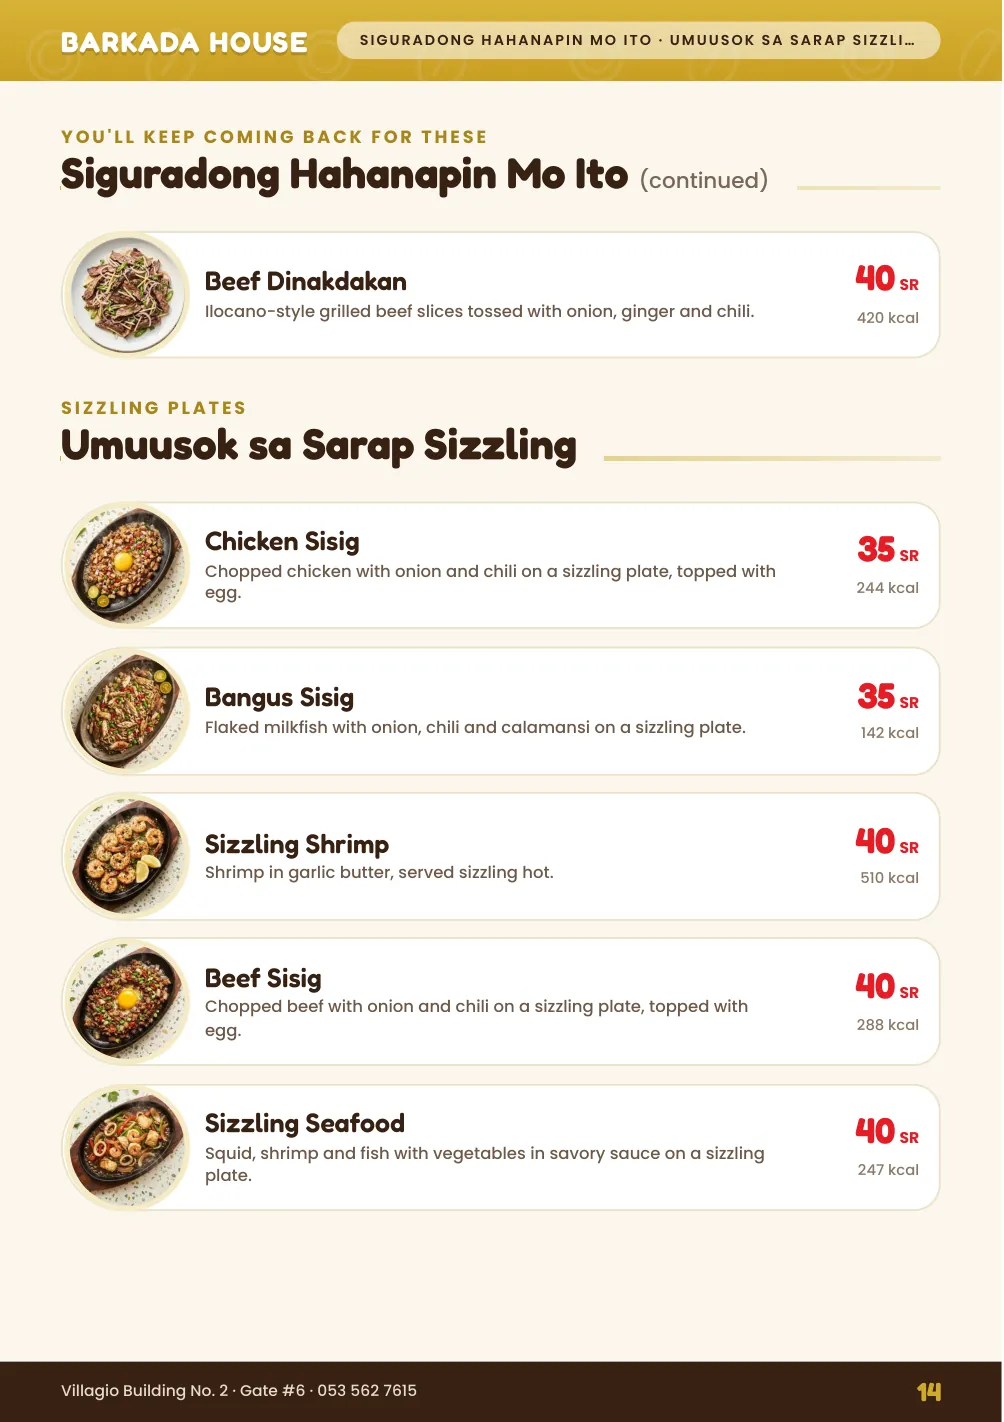 BARKADA HOUSE
SIGURADONG HAHANAPIN MO ITO · UMUUSOK SA SARAP SIZZLI…
YOU'LL KEEP COMING BACK FOR THESE
Siguradong Hahanapin Mo Ito (continued)
Beef Dinakdakan
Ilocano-style grilled beef slices tossed with onion, ginger and chili.
40 SR
420 kcal
SIZZLING PLATES
Umuusok sa Sarap Sizzling
Chicken Sisig
Chopped chicken with onion and chili on a sizzling plate, topped with
egg.
35 SR
244 kcal
Bangus Sisig
Flaked milkfish with onion, chili and calamansi on a sizzling plate.
35 SR
142 kcal
Sizzling Shrimp
Shrimp in garlic butter, served sizzling hot.
40 SR
510 kcal
Beef Sisig
Chopped beef with onion and chili on a sizzling plate, topped with
egg.
40 SR
288 kcal
Sizzling Seafood
Squid, shrimp and fish with vegetables in savory sauce on a sizzling
plate.
40 SR
247 kcal
Villagio Building No. 2 · Gate #6 · 053 562 7615
14